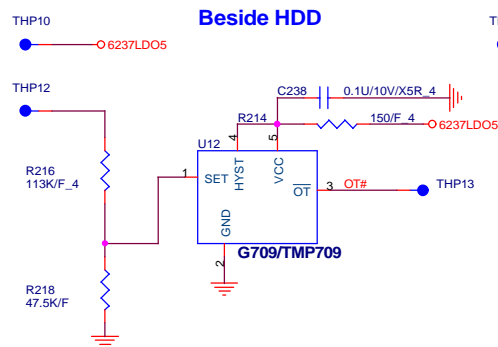 Beside HDD
THP10
6237LDO5
THP12
C238
0.1U/10V/X5R_4
R214
150/F_4
6237LDO5
U12
4
5
R216
113K/F_4
1
SET
HYST
VCC
OT
3
OT#
THP13
GND
2
G709/TMP709
R218
47.5K/F